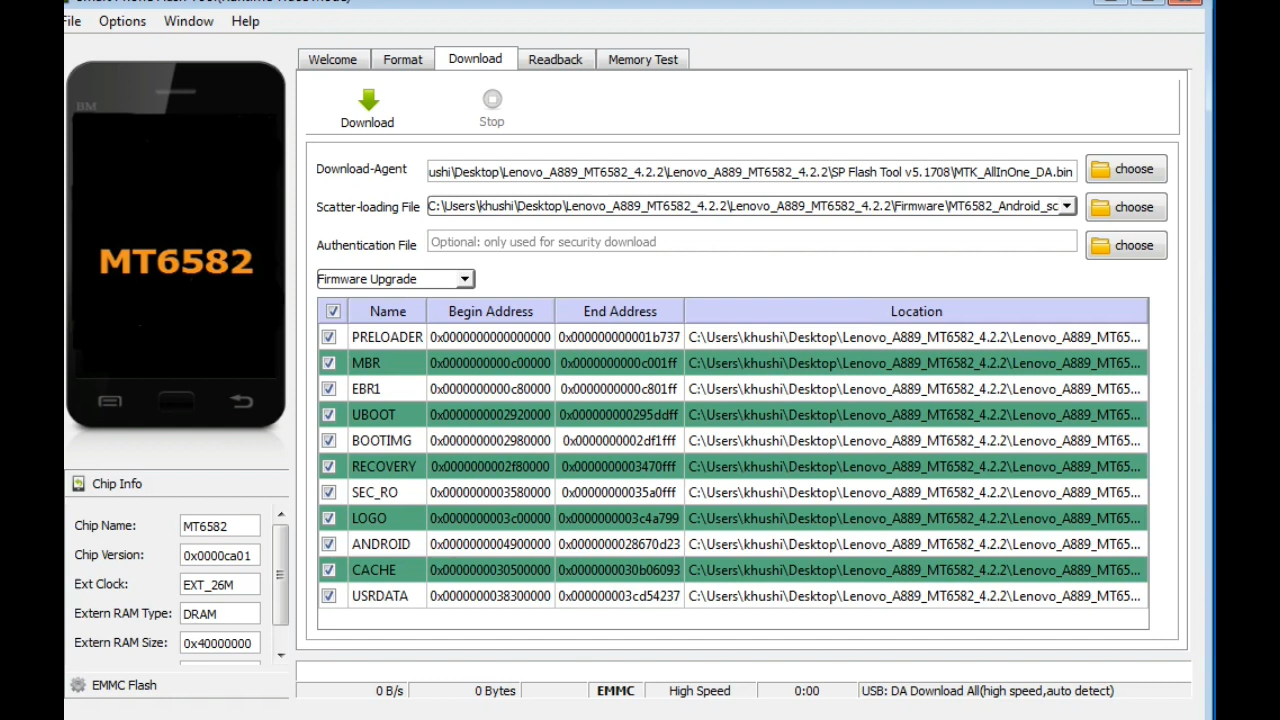 File Options Window Help
Welcome Format Download Readback Memory Test
Download Stop
BM
MT6582
Download-Agent ushi\Desktop\Lenovo_A889_MT6582_4.2.2\Lenovo_A889_MT6582_4.2.2\SP Flash Tool v5.1708\MTK_AllInOne_DA.bin choose
Scatter-loading File C:\Users\khushi\Desktop\Lenovo_A889_MT6582_4.2.2\Lenovo_A889_MT6582_4.2.2\Firmware\MT6582_Android_sc choose
Authentication File Optional: only used for security download choose
Firmware Upgrade
Name Begin Address End Address Location
PRELOADER 0x0000000000000000 0x000000000001b737 C:\Users\khushi\Desktop\Lenovo_A889_MT6582_4.2.2\Lenovo_A889_MT65...
MBR 0x0000000000c00000 0x0000000000c001ff C:\Users\khushi\Desktop\Lenovo_A889_MT6582_4.2.2\Lenovo_A889_MT65...
EBR1 0x0000000000c80000 0x0000000000c801ff C:\Users\khushi\Desktop\Lenovo_A889_MT6582_4.2.2\Lenovo_A889_MT65...
UBOOT 0x0000000002920000 0x000000000295ddff C:\Users\khushi\Desktop\Lenovo_A889_MT6582_4.2.2\Lenovo_A889_MT65...
BOOTIMG 0x0000000002980000 0x0000000002df1fff C:\Users\khushi\Desktop\Lenovo_A889_MT6582_4.2.2\Lenovo_A889_MT65...
RECOVERY 0x0000000002f80000 0x0000000003470fff C:\Users\khushi\Desktop\Lenovo_A889_MT6582_4.2.2\Lenovo_A889_MT65...
SEC_RO 0x0000000003580000 0x00000000035a0fff C:\Users\khushi\Desktop\Lenovo_A889_MT6582_4.2.2\Lenovo_A889_MT65...
LOGO 0x0000000003c00000 0x0000000003c4a799 C:\Users\khushi\Desktop\Lenovo_A889_MT6582_4.2.2\Lenovo_A889_MT65...
ANDROID 0x0000000004900000 0x0000000028670d23 C:\Users\khushi\Desktop\Lenovo_A889_MT6582_4.2.2\Lenovo_A889_MT65...
CACHE 0x0000000030500000 0x0000000030b06093 C:\Users\khushi\Desktop\Lenovo_A889_MT6582_4.2.2\Lenovo_A889_MT65...
USRDATA 0x0000000038300000 0x000000003cd54237 C:\Users\khushi\Desktop\Lenovo_A889_MT6582_4.2.2\Lenovo_A889_MT65...
Chip Info
Chip Name: MT6582
Chip Version: 0x0000ca01
Ext Clock: EXT_26M
Extern RAM Type: DRAM
Extern RAM Size: 0x40000000
EMMC Flash
0 B/s 0 Bytes EMMC High Speed 0:00 USB: DA Download All(high speed,auto detect)